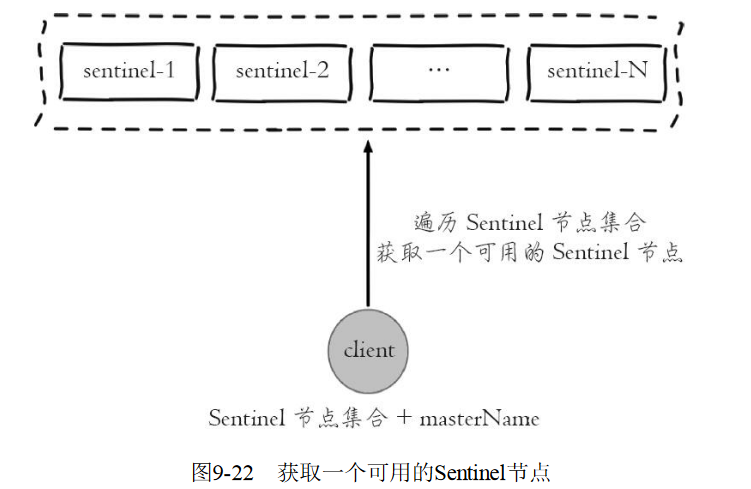 sentinel-1 sentinel-2 ... sentinel-N
遍历 Sentinel 节点集合
获取一个可用的 Sentinel 节点
client
Sentinel 节点集合 + masterName
图9-22 获取一个可用的Sentinel节点